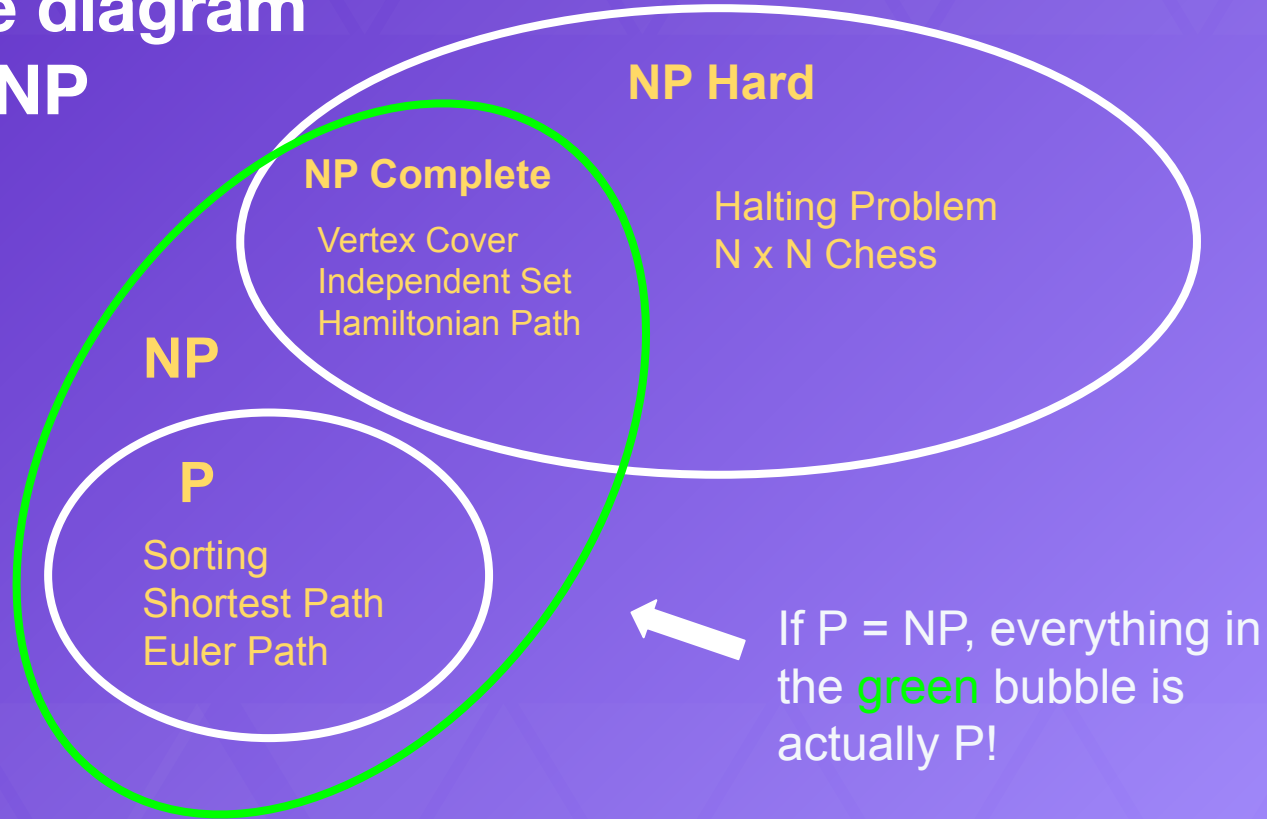 e diagram
NP
NP Hard
NP Complete
Vertex Cover
Independent Set
Hamiltonian Path
Halting Problem
N x N Chess
NP
P
Sorting
Shortest Path
Euler Path
If P = NP, everything in
the green bubble is
actually P!